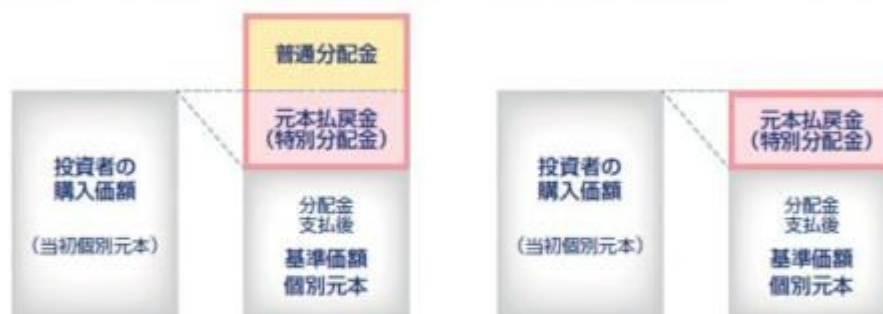 普通分配金
元本払戻金
(特別分配金)
投資者の
購入価額
(当初個別元本)
分配金
支払後
基準価額
個別元本
元本払戻金
(特別分配金)
投資者の
購入価額
(当初個別元本)
分配金
支払後
基準価額
個別元本